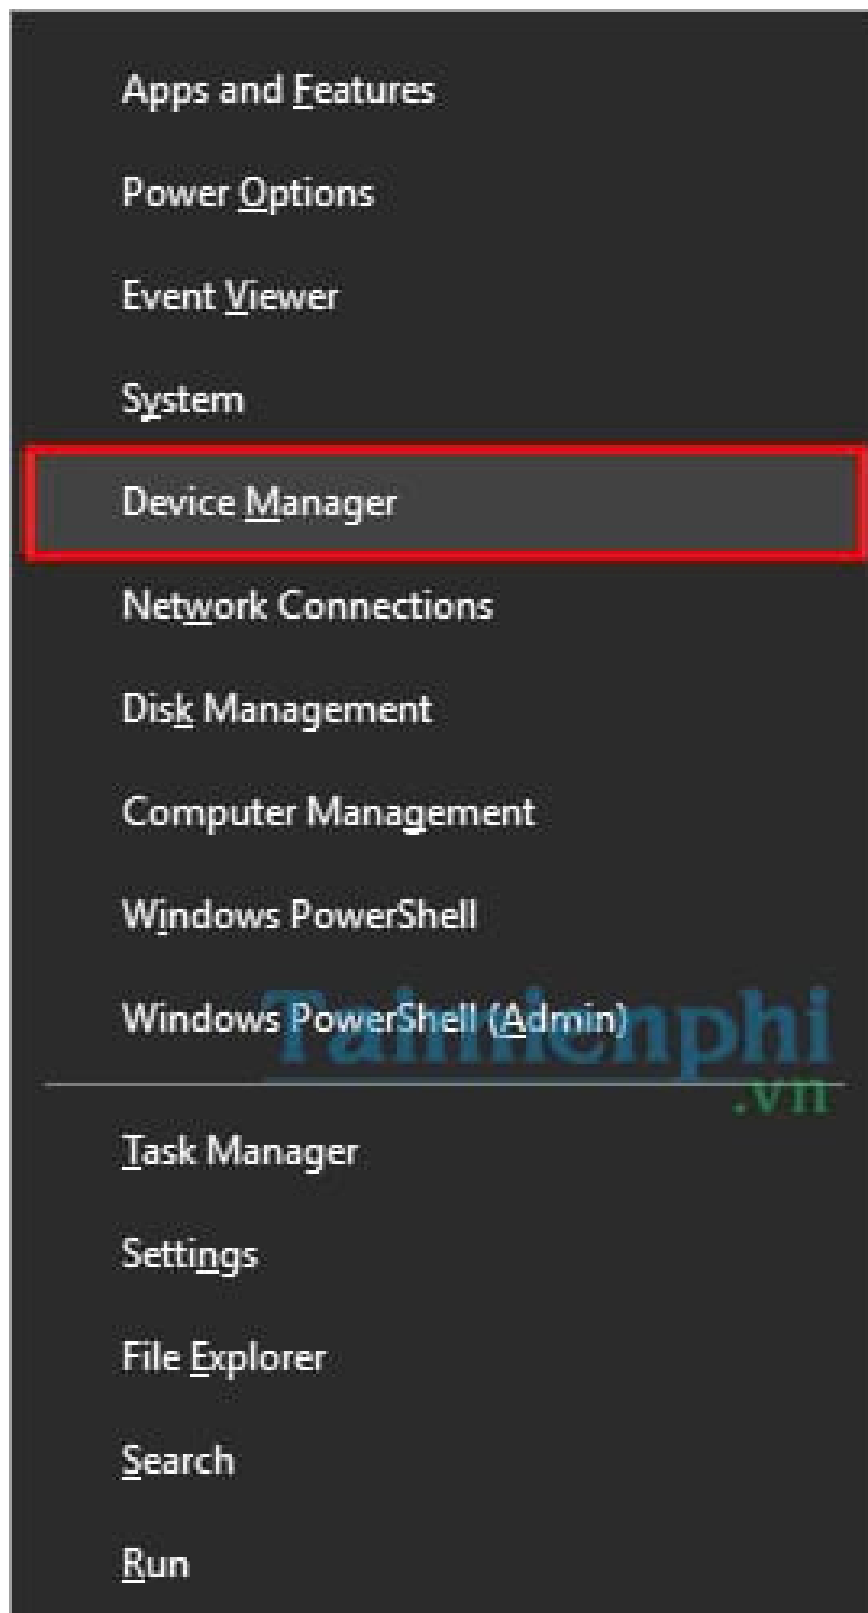 Apps and Features
Power Options
Event Viewer
System
Device Manager
Network Connections
Disk Management
Computer Management
Windows PowerShell
Windows PowerShell (Admin)
Taimienphi
.vn
Task Manager
Settings
File Explorer
Search
Run